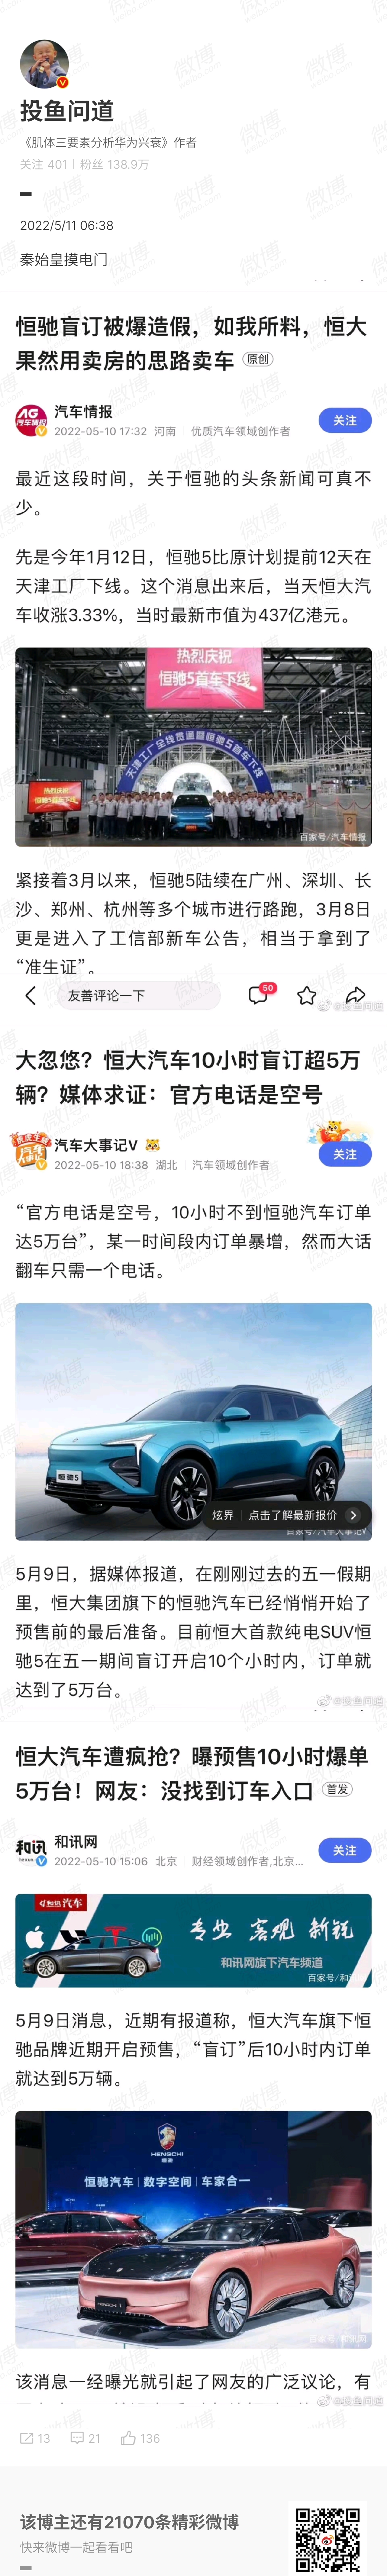 投鱼问道
《肌体三要素分析华为兴衰》作者
关注 401 | 粉丝 138.9万
2022/5/11 06:38
秦始皇摸电门
恒驰盲订被爆造假，如我所料，恒大
果然用卖房的思路卖车 原创
AG
汽车情报
汽车情报
2022-05-10 17:32 河南 优质汽车领域创作者
关注
最近这段时间，关于恒驰的头条新闻可真不
少。
先是今年1月12日，恒驰5比原计划提前12天在
天津工厂下线。这个消息出来后，当天恒大汽
车收涨3.33%，当时最新市值为437亿港元。
热烈庆祝
恒驰5首车下线
天津工厂全线贯通暨恒驰5首车下线
热烈庆祝
恒驰5首车下线
百家号/汽车情报
紧接着3月以来，恒驰5陆续在广州、深圳、长
沙、郑州、杭州等多个城市进行路跑，3月8日
更是进入了工信部新车公告，相当于拿到了
“准生证”。
友善评论一下
50
@投鱼问道
大忽悠？恒大汽车10小时盲订超5万
辆？媒体求证：官方电话是空号
汽车大事记V
2022-05-10 18:38 湖北 | 汽车领域创作者
关注
“官方电话是空号，10小时不到恒驰汽车订单
达5万台”，某一时间段内订单暴增，然而大话
翻车只需一个电话。
恒驰5
炫界 | 点击了解最新报价
百家号/汽车大事记V
5月9日，据媒体报道，在刚刚过去的五一假期
里，恒大集团旗下的恒驰汽车已经悄悄开始了
预售前的最后准备。目前恒大首款纯电SUV恒
驰5在五一期间盲订开启10个小时内，订单就
达到了5万台。
@投鱼问道
恒大汽车遭疯抢？曝预售10小时爆单
5万台！网友：没找到订车入口 首发
和讯
和讯网
2022-05-10 15:06 北京 | 财经领域创作者,北京...
关注
和讯汽车
专业 客观 新锐
和讯网旗下汽车频道
百家号/和讯网
5月9日消息，近期有报道称，恒大汽车旗下恒
驰品牌近期开启预售，“盲订”后10小时内订单
就达到5万辆。
HENGCHI
恒驰
恒驰汽车 | 数字空间 | 车家合一
该消息一经曝光就引起了网友的广泛议论，有
@投鱼问道
13 21 136
该博主还有21070条精彩微博
快来微博一起看看吧